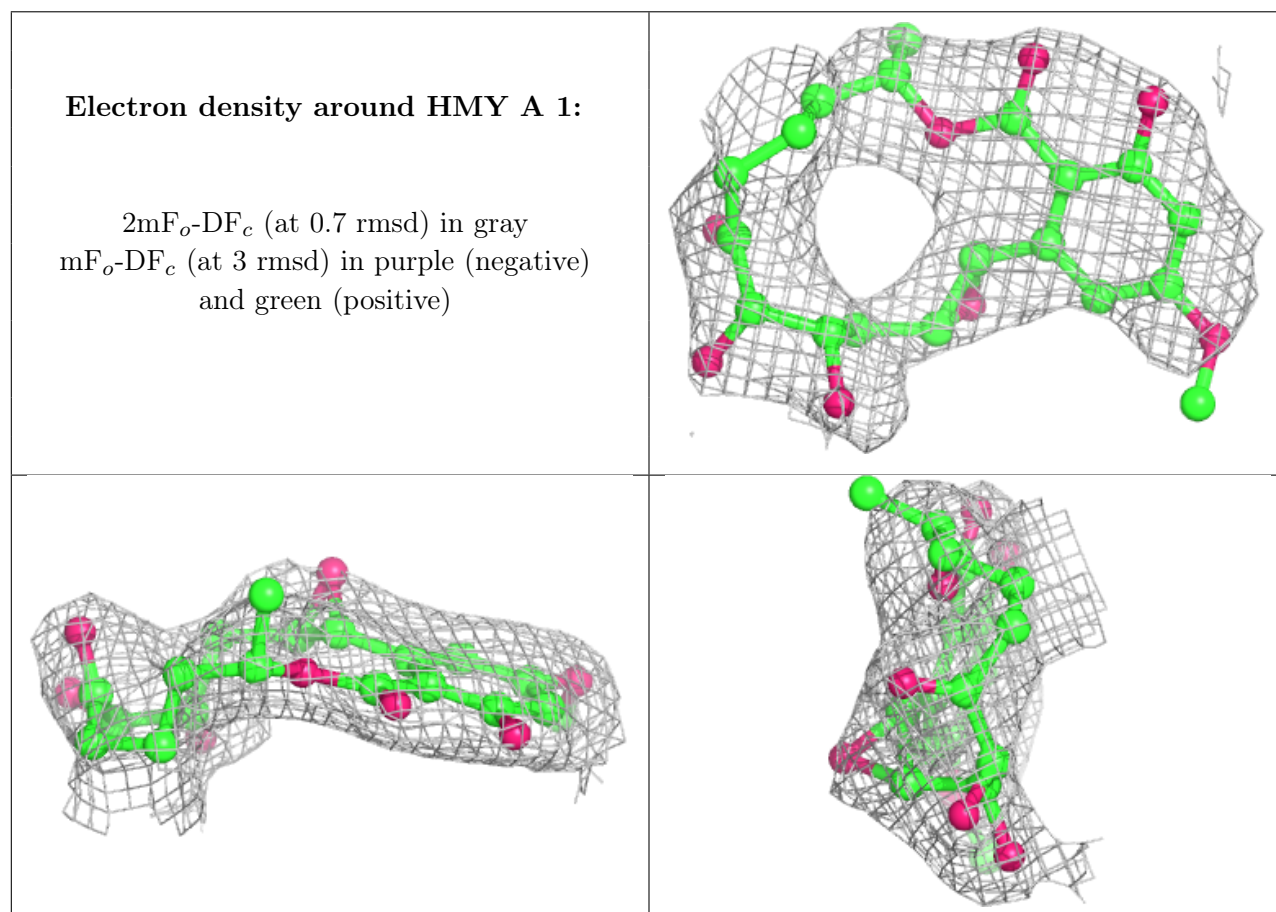 Electron density around HMY A 1:
2mFo-DFc (at 0.7 rmsd) in gray
mFo-DFc (at 3 rmsd) in purple (negative)
and green (positive)